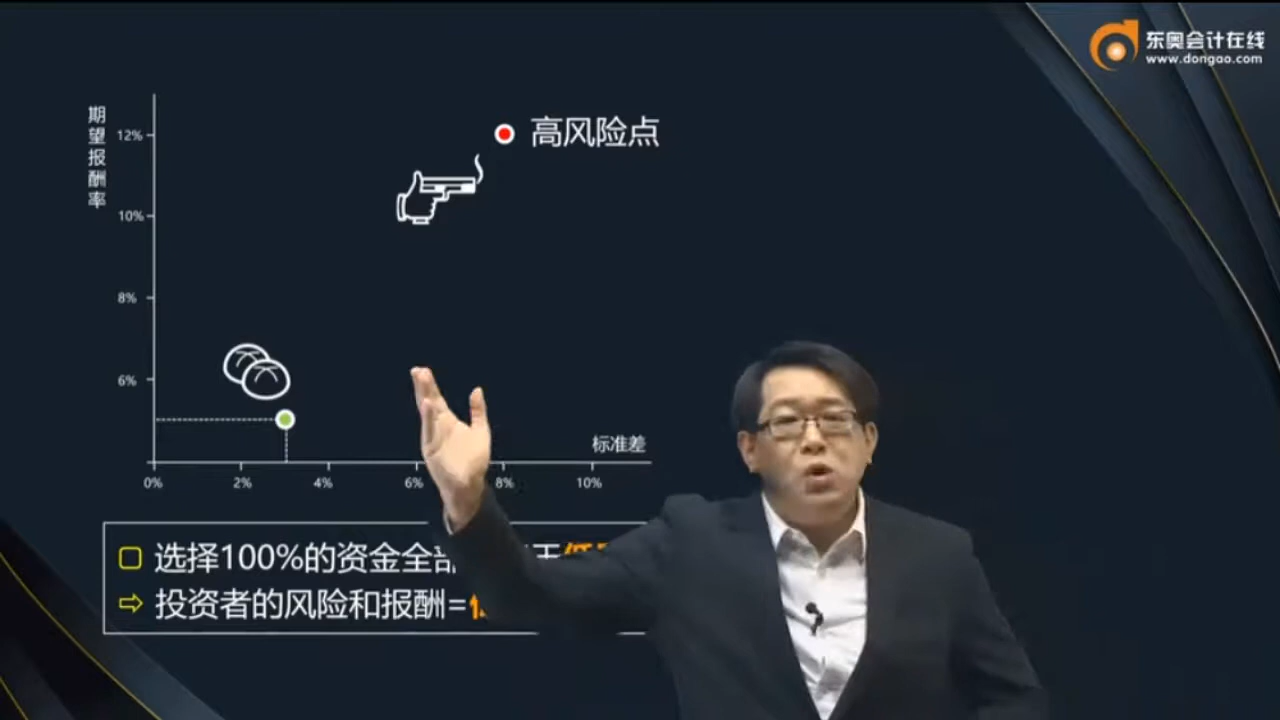 东奥会计在线
www.dongao.com
期望报酬率
12%
高风险点
10%
8%
6%
标准差
0%
2%
4%
6%
8%
10%
选择100%的资金全部
投资者的风险和报酬=